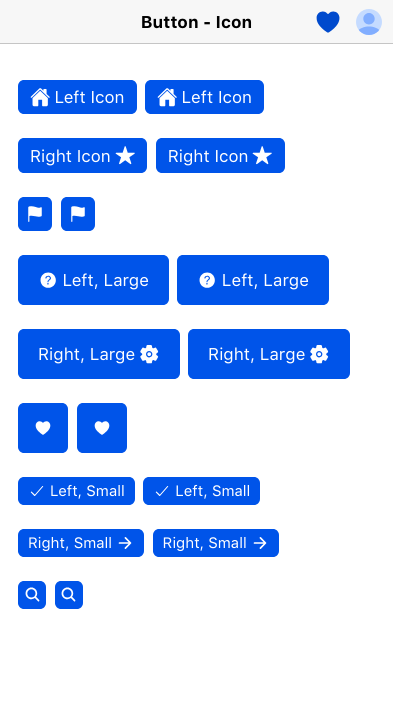 Button - Icon
Left Icon Left Icon
Right Icon Right Icon
Left, Large Left, Large
Right, Large Right, Large
Left, Small Left, Small
Right, Small Right, Small